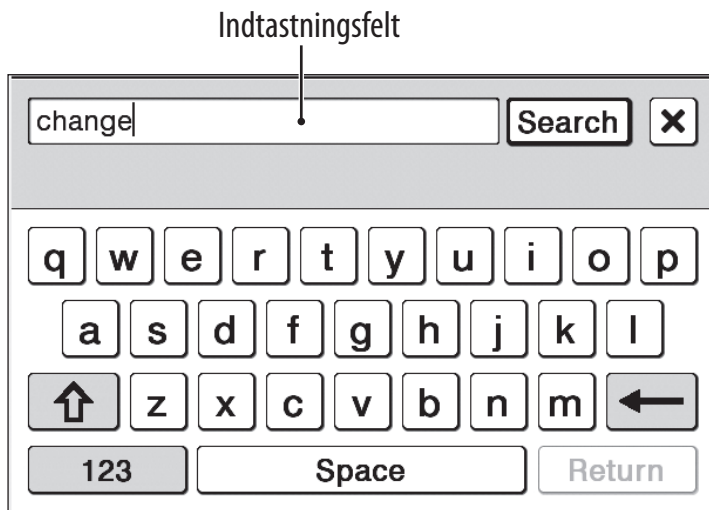 Indtastningsfelt
change Search
q w e r t y u i o p
a s d f g h j k l
z x c v b n m
123 Space Return